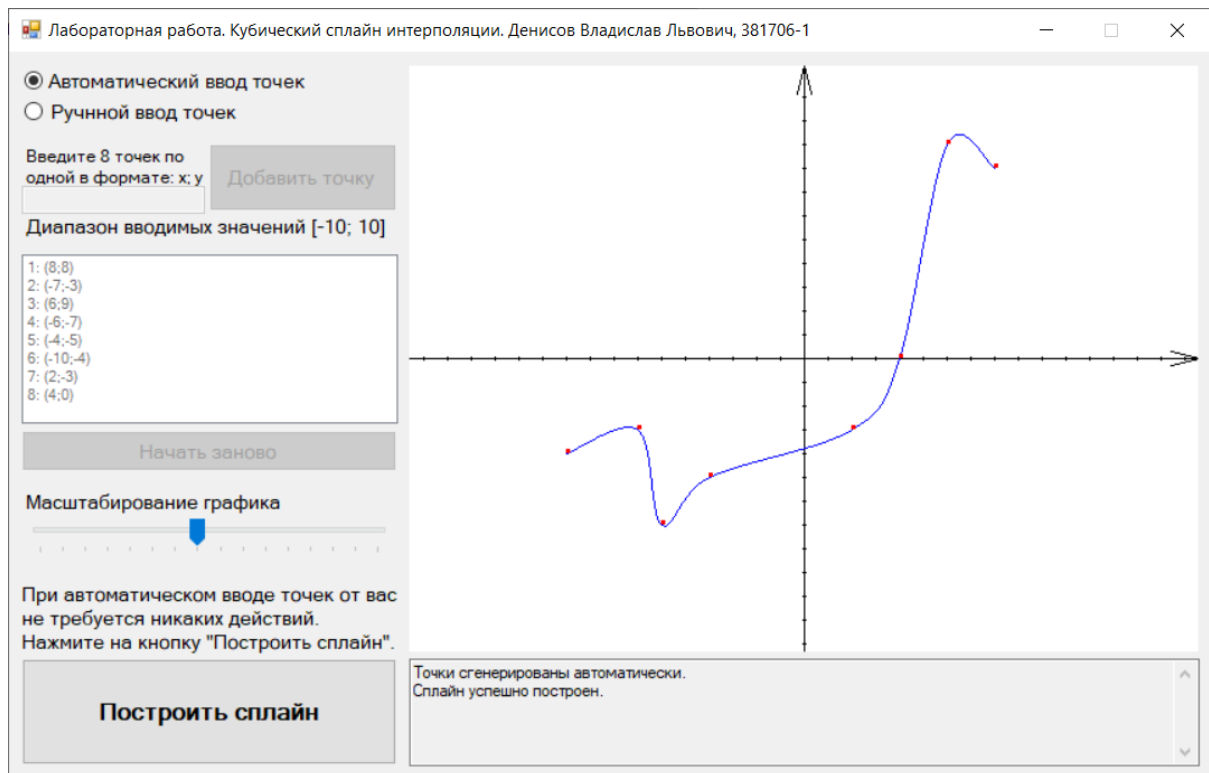 Лабораторная работа. Кубический сплайн интерполяции. Денисов Владислав Львович, 381706-1
Автоматический ввод точек
Ручнной ввод точек
Введите 8 точек по
одной в формате: x; y
Добавить точку
Диапазон вводимых значений [-10; 10]
1: (8;8)
2: (-7;-3)
3: (6;9)
4: (-6;-7)
5: (-4;-5)
6: (-10;-4)
7: (2;-3)
8: (4;0)
Начать заново
Масштабирование графика
При автоматическом вводе точек от вас
не требуется никаких действий.
Нажмите на кнопку "Построить сплайн".
Построить сплайн
Точки сгенерированы автоматически.
Сплайн успешно построен.